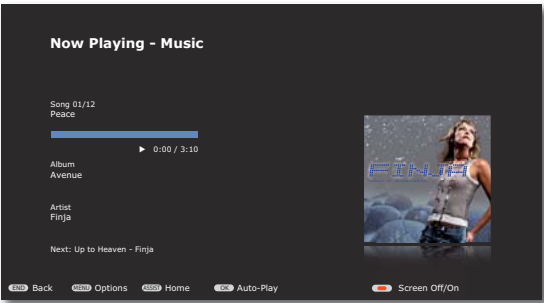 Now Playing - Music
Song 01/12
Peace
0:00 / 3:10
Album
Avenue
FINJA
Artist
Finja
Next: Up to Heaven - Finja
END Back MENU Options ASSIST Home OK Auto-Play Screen Off/On